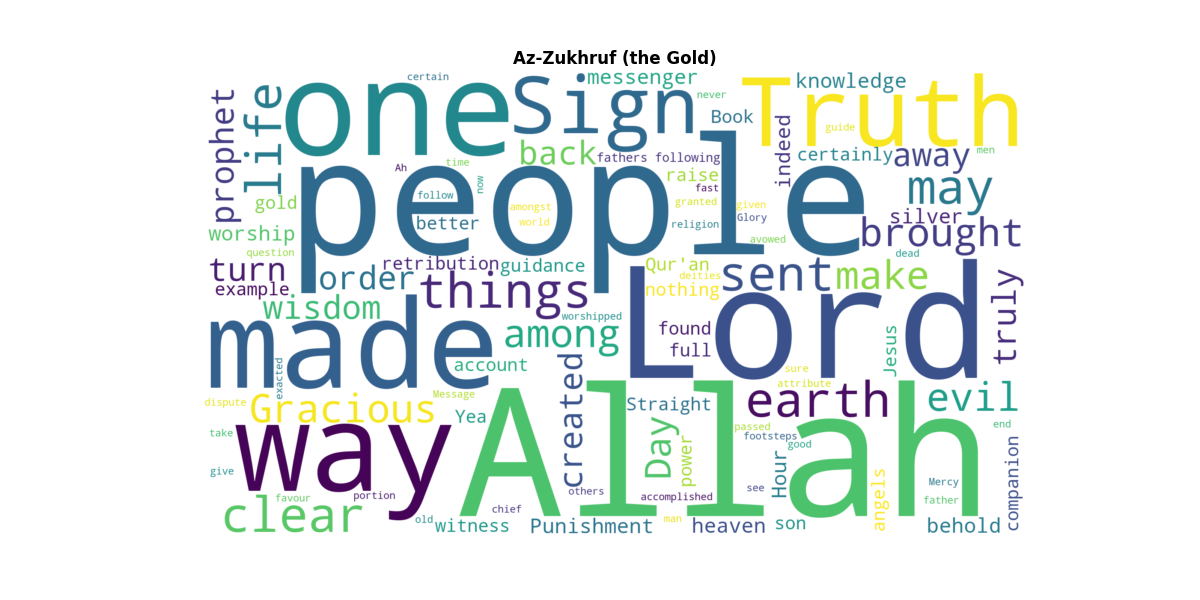 Az-Zukhruf (the Gold)
certain
messenger
knowledge
prophet
life
one
Sign
never
Book
Truth
guide
indeed
back
fathers
following
certainly
away
men
Ah
time
people
raise
fast
may
gold
follow
now
amongst
world
better
granted
given
Glory
religion
silver
brought
worship
question
avowed
dead
turn
example
order
retribution
guidance
Qur'an
deities
nothing
sent
make
truly
wisdom
things
worshipped
among
found
full
Lord
Jesus
made
exacted
account
created
sure
attribute
dispute
Gracious
Message
Yea
Straight
earth
evil
take
way
Allah
Day
power
passed
footsteps
good
end
Hour
companion
give
others
accomplished
see
Mercy
favour
portion
father
angels
clear
old
witness
chief
Punishment
man
heaven
son
behold